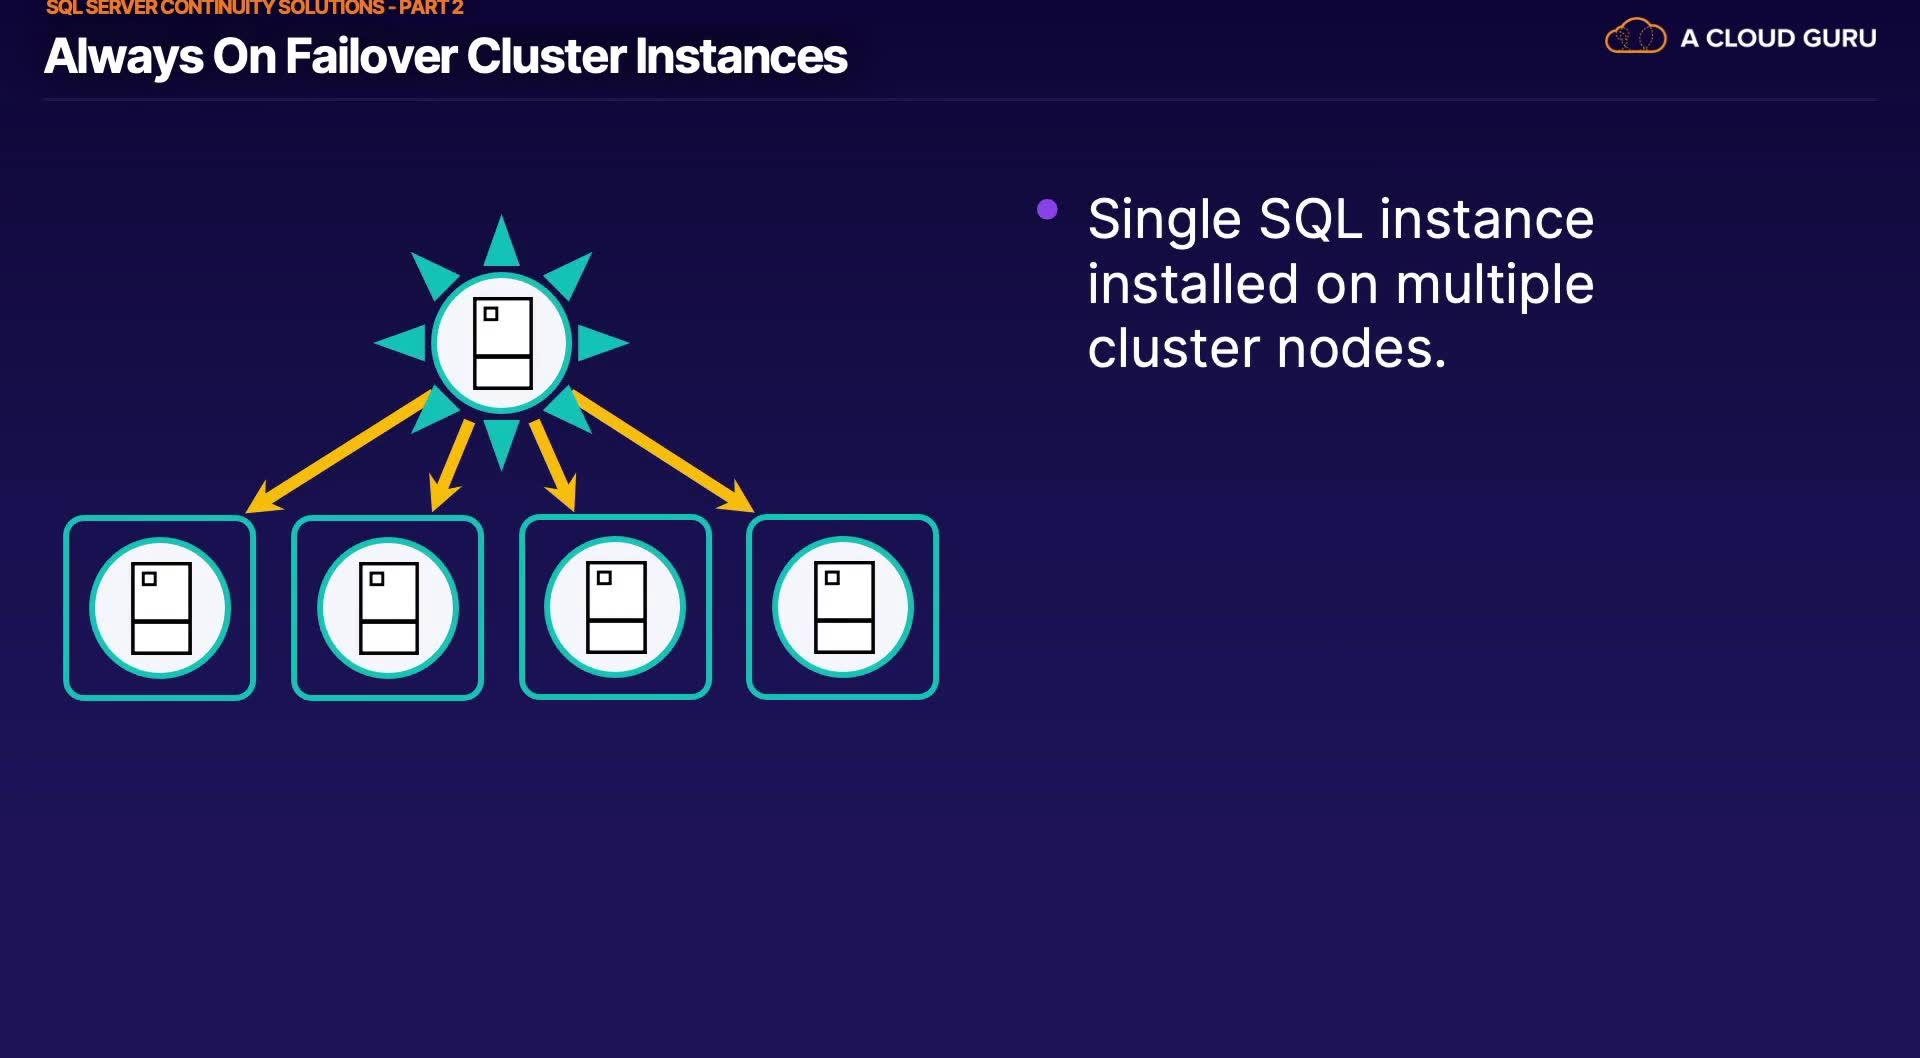 SQL SERVER CONTINUITY SOLUTIONS - PART 2
Always On Failover Cluster Instances
A CLOUD GURU
Single SQL instance
installed on multiple
cluster nodes.